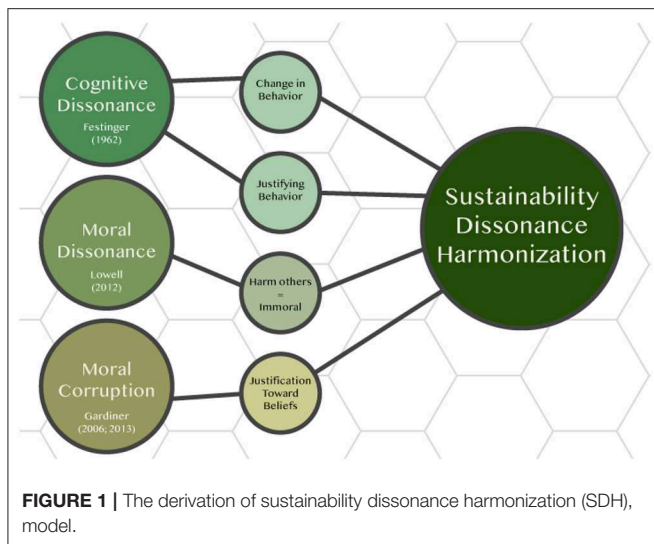 Cognitive
Dissonance
Festinger
(1962)
Change in
Behavior
Justifying
Behavior
Moral
Dissonance
Lowell
(2012)
Harm others
=
Immoral
Moral
Corruption
Gardiner
(2006; 2013)
Justification
Toward
Beliefs
Sustainability
Dissonance
Harmonization
FIGURE 1 | The derivation of sustainability dissonance harmonization (SDH),
model.